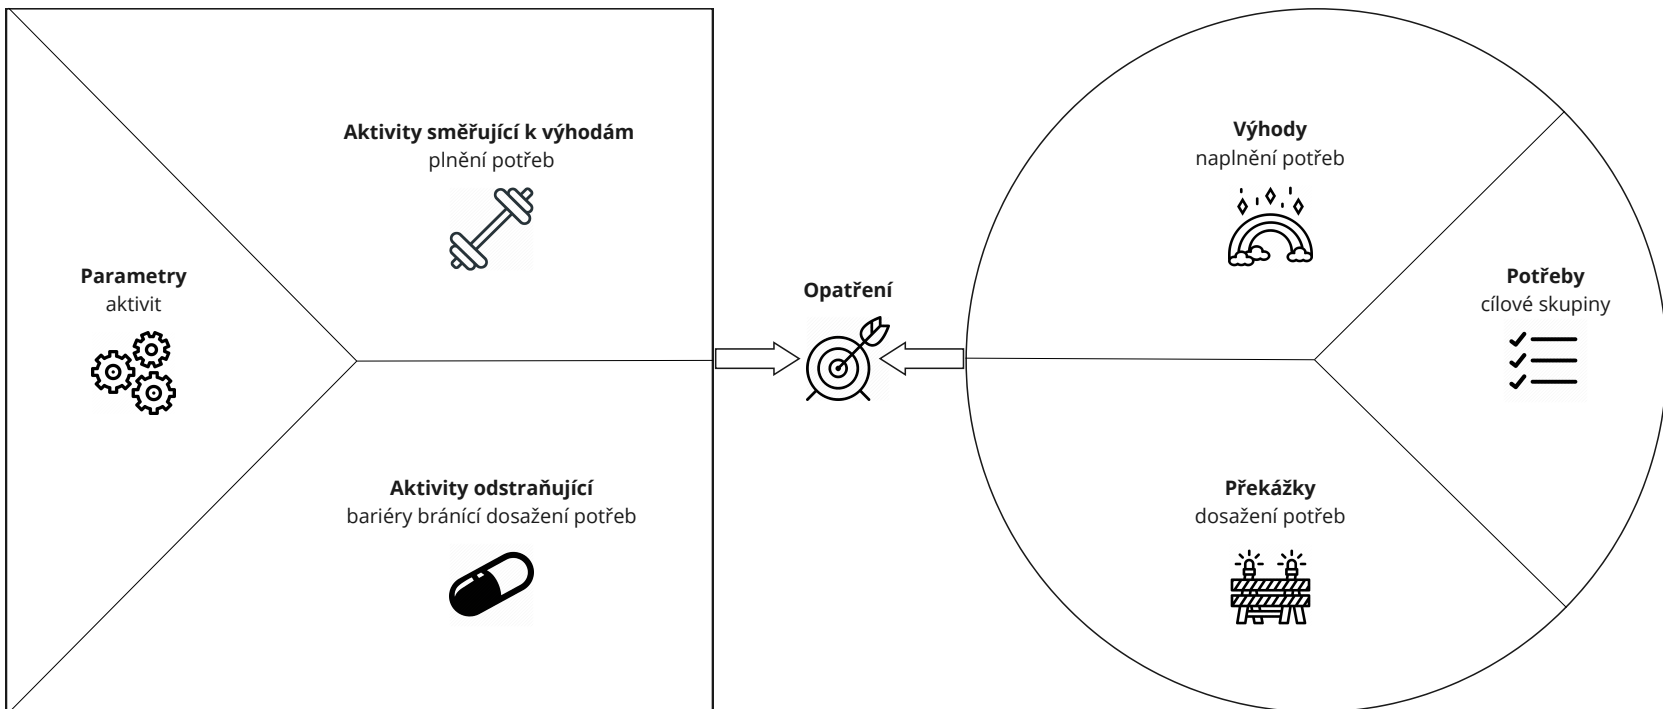 Aktivity směřující k výhodám
plnění potřeb
Parametry
aktivit
Aktivity odstraňující
bariéry bránící dosažení potřeb
Opatření
Výhody
naplnění potřeb
Potřeby
cílové skupiny
Překážky
dosažení potřeb